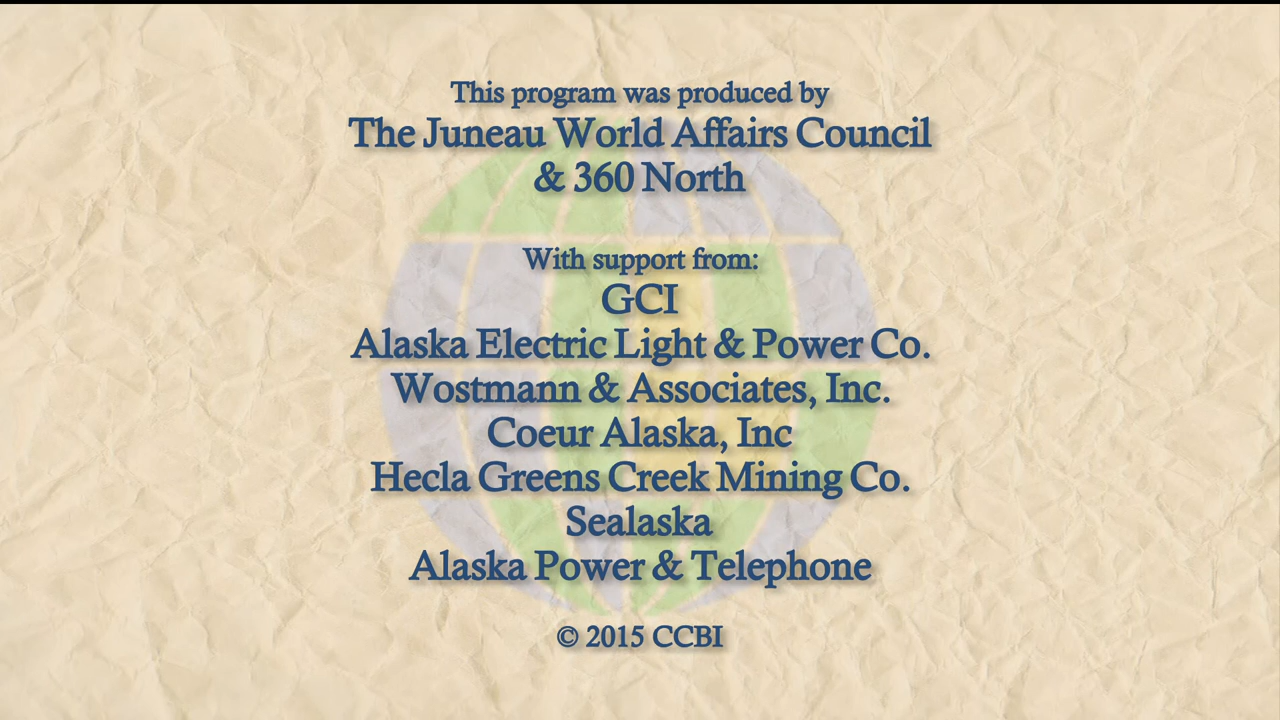 This program was produced by
The Juneau World Affairs Council
& 360 North
With support from:
GCI
Alaska Electric Light & Power Co.
Wostmann & Associates, Inc.
Coeur Alaska, Inc
Hecla Greens Creek Mining Co.
Sealaska
Alaska Power & Telephone
© 2015 CCBI